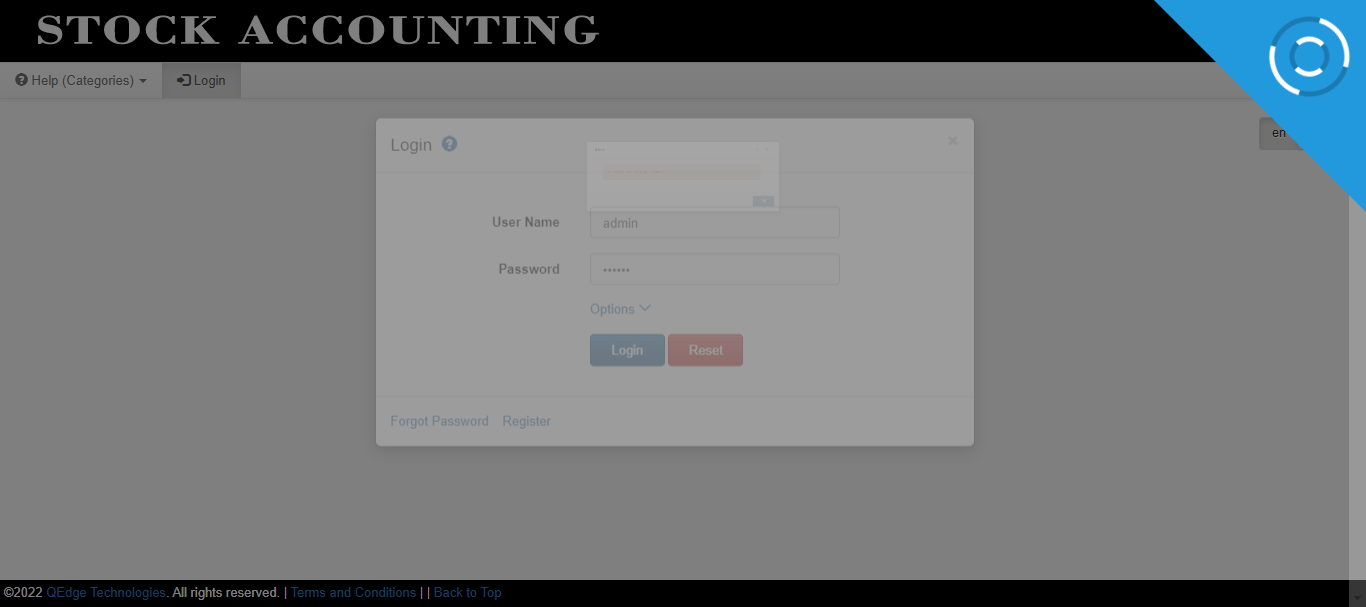 STOCK ACCOUNTING
Help (Categories) Login
en
Login ? ×
User Name admin
Password ••••••
Options
Login Reset
Forgot Password Register
©2022 QEdge Technologies. All rights reserved. | Terms and Conditions | | Back to Top